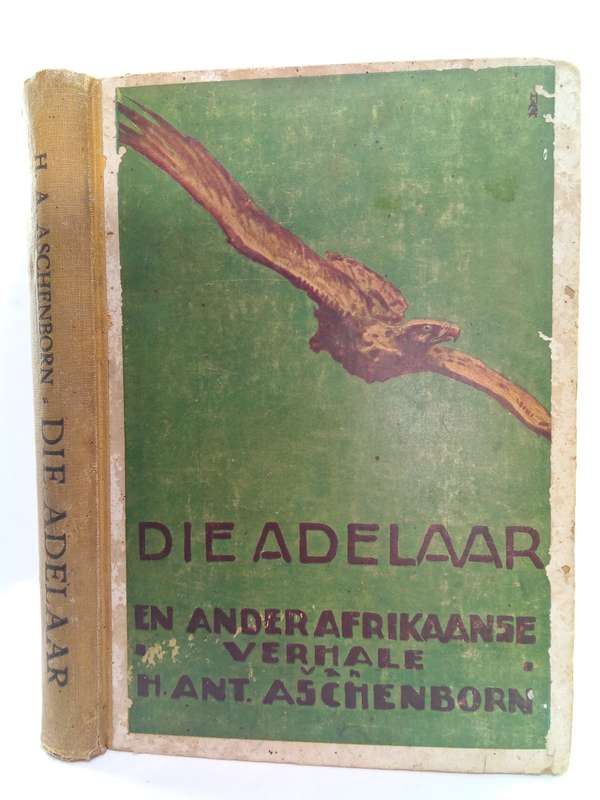 H. A. ASCHENBORN - DIE ADELAAR
DIE ADELAAR
EN ANDER AFRIKAANSE
VERHALE
van
H. ANT. ASCHENBORN